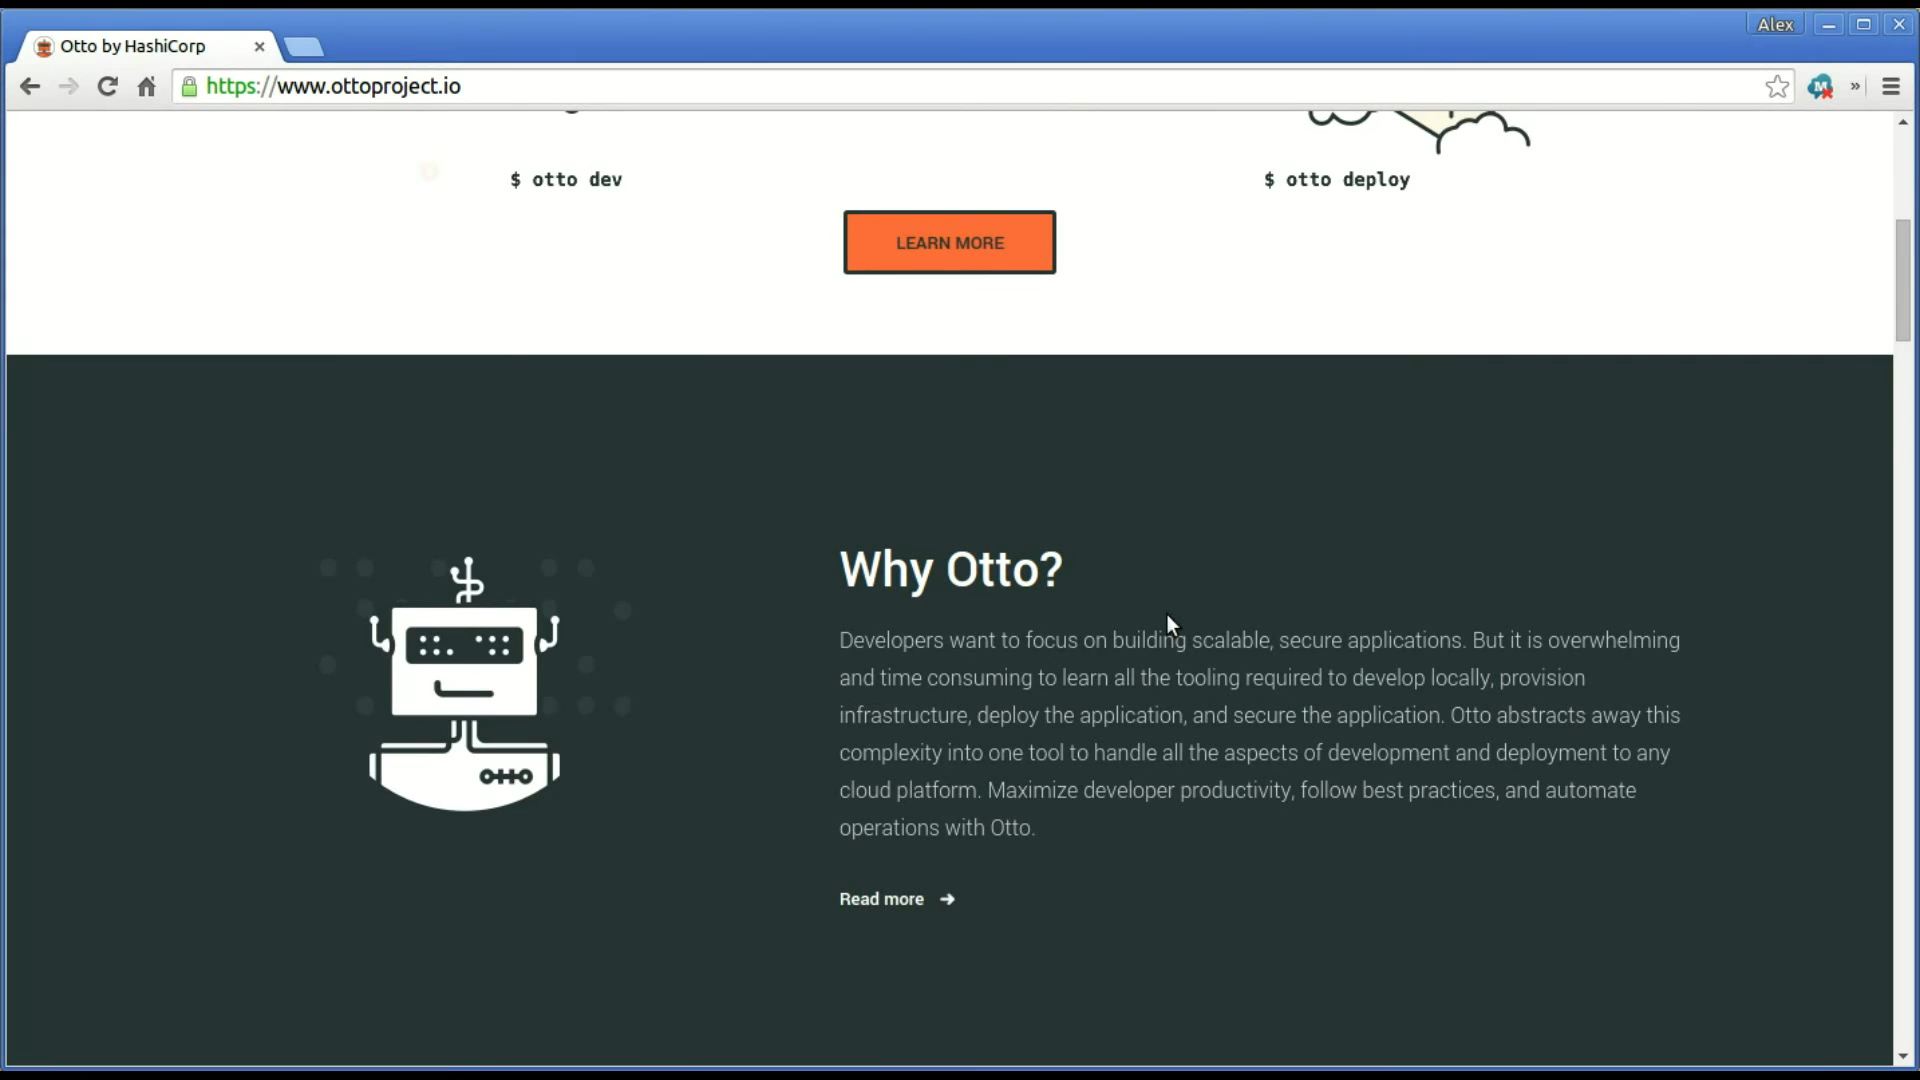 Alex
Otto by HashiCorp
https://www.ottoproject.io
$ otto dev
$ otto deploy
LEARN MORE
Why Otto?
Developers want to focus on building scalable, secure applications. But it is overwhelming
and time consuming to learn all the tooling required to develop locally, provision
infrastructure, deploy the application, and secure the application. Otto abstracts away this
complexity into one tool to handle all the aspects of development and deployment to any
cloud platform. Maximize developer productivity, follow best practices, and automate
operations with Otto.
otto
Read more